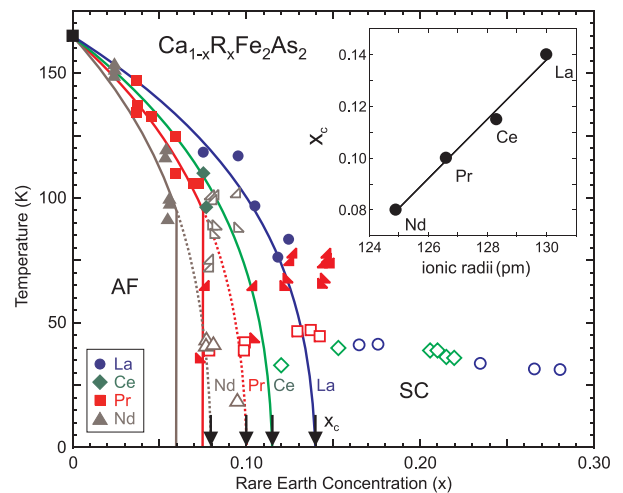 Ca1-xRxFe2As2
Temperature (K)
150
100
50
0
AF
SC
La
Ce
Pr
Nd
Nd
Pr
Ce
La
xc
0
0.10
0.20
0.30
Rare Earth Concentration (x)
xc
0.14
0.12
0.10
0.08
La
Ce
Pr
Nd
124
126
128
130
ionic radii (pm)